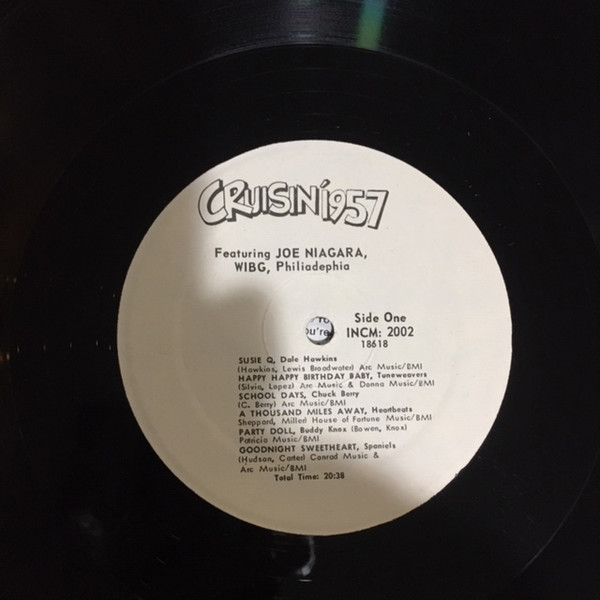 CRUISIN' 1957
Featuring JOE NIAGARA,
WIBG, Philiadephia
Side One
INCM: 2002
18618
ou're
SUSIE Q, Dale Hawkins
(Hawkins, Lewis Broadwater) Arc Music/BMI
HAPPY HAPPY BIRTHDAY BABY, Tuneweavers
(Silvia, Lopez) Arc Music & Donna Music/BMI
SCHOOL DAYS, Chuck Berry
(C. Berry) Arc Music/BMI
A THOUSAND MILES AWAY, Heartbeats
Sheppard, Miller) House of Fortune Music/BMI
PARTY DOLL, Buddy Knox (Bowen, Knox)
Patricia Music/BMI
GOODNIGHT SWEETHEART, Spaniels
(Hudson, Carter) Conrad Music &
Arc Music/BMI
Total Time: 20:38